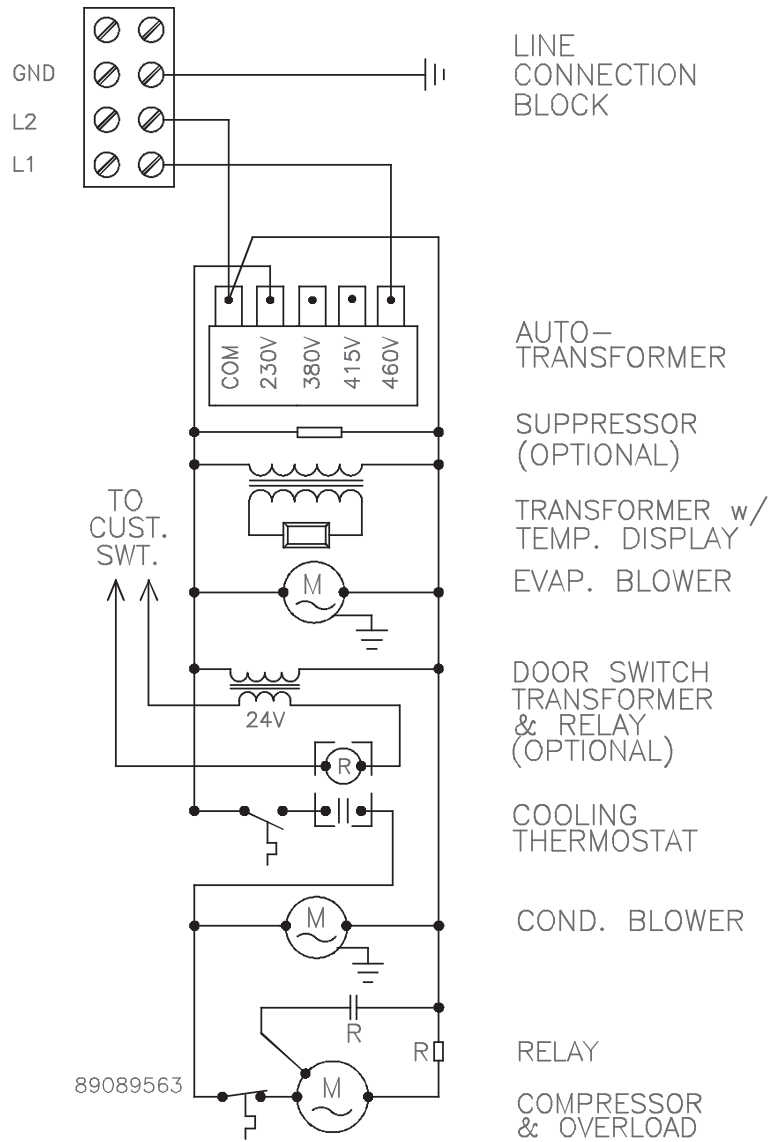 LINE
CONNECTION
BLOCK
GND
L2
L1
COM
230V
380V
415V
460V
AUTO-
TRANSFORMER
SUPPRESSOR
(OPTIONAL)
TO
CUST.
SWT.
TRANSFORMER w/
TEMP. DISPLAY
M
EVAP. BLOWER
24V
DOOR SWITCH
TRANSFORMER
& RELAY
(OPTIONAL)
R
COOLING
THERMOSTAT
M
COND. BLOWER
R
R
RELAY
89089563
M
COMPRESSOR
& OVERLOAD